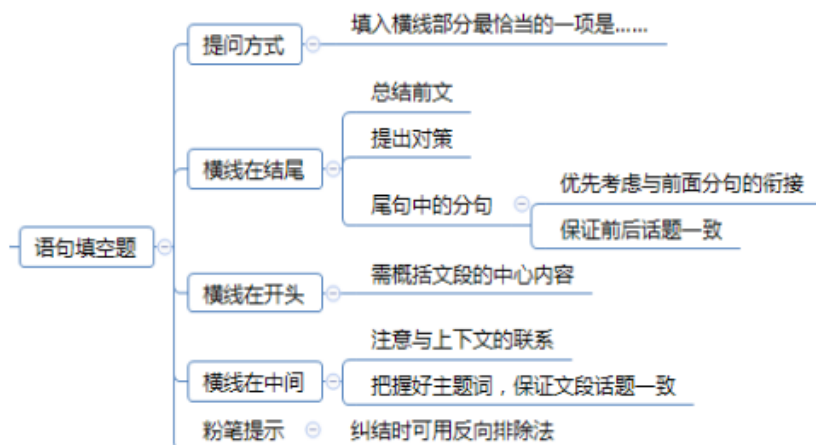 语句填空题
提问方式
填入横线部分最恰当的一项是……
横线在结尾
总结前文
提出对策
尾句中的分句
优先考虑与前面分句的衔接
保证前后话题一致
横线在开头
需概括文段的中心内容
横线在中间
注意与上下文的联系
把握好主题词，保证文段话题一致
粉笔提示
纠结时可用反向排除法